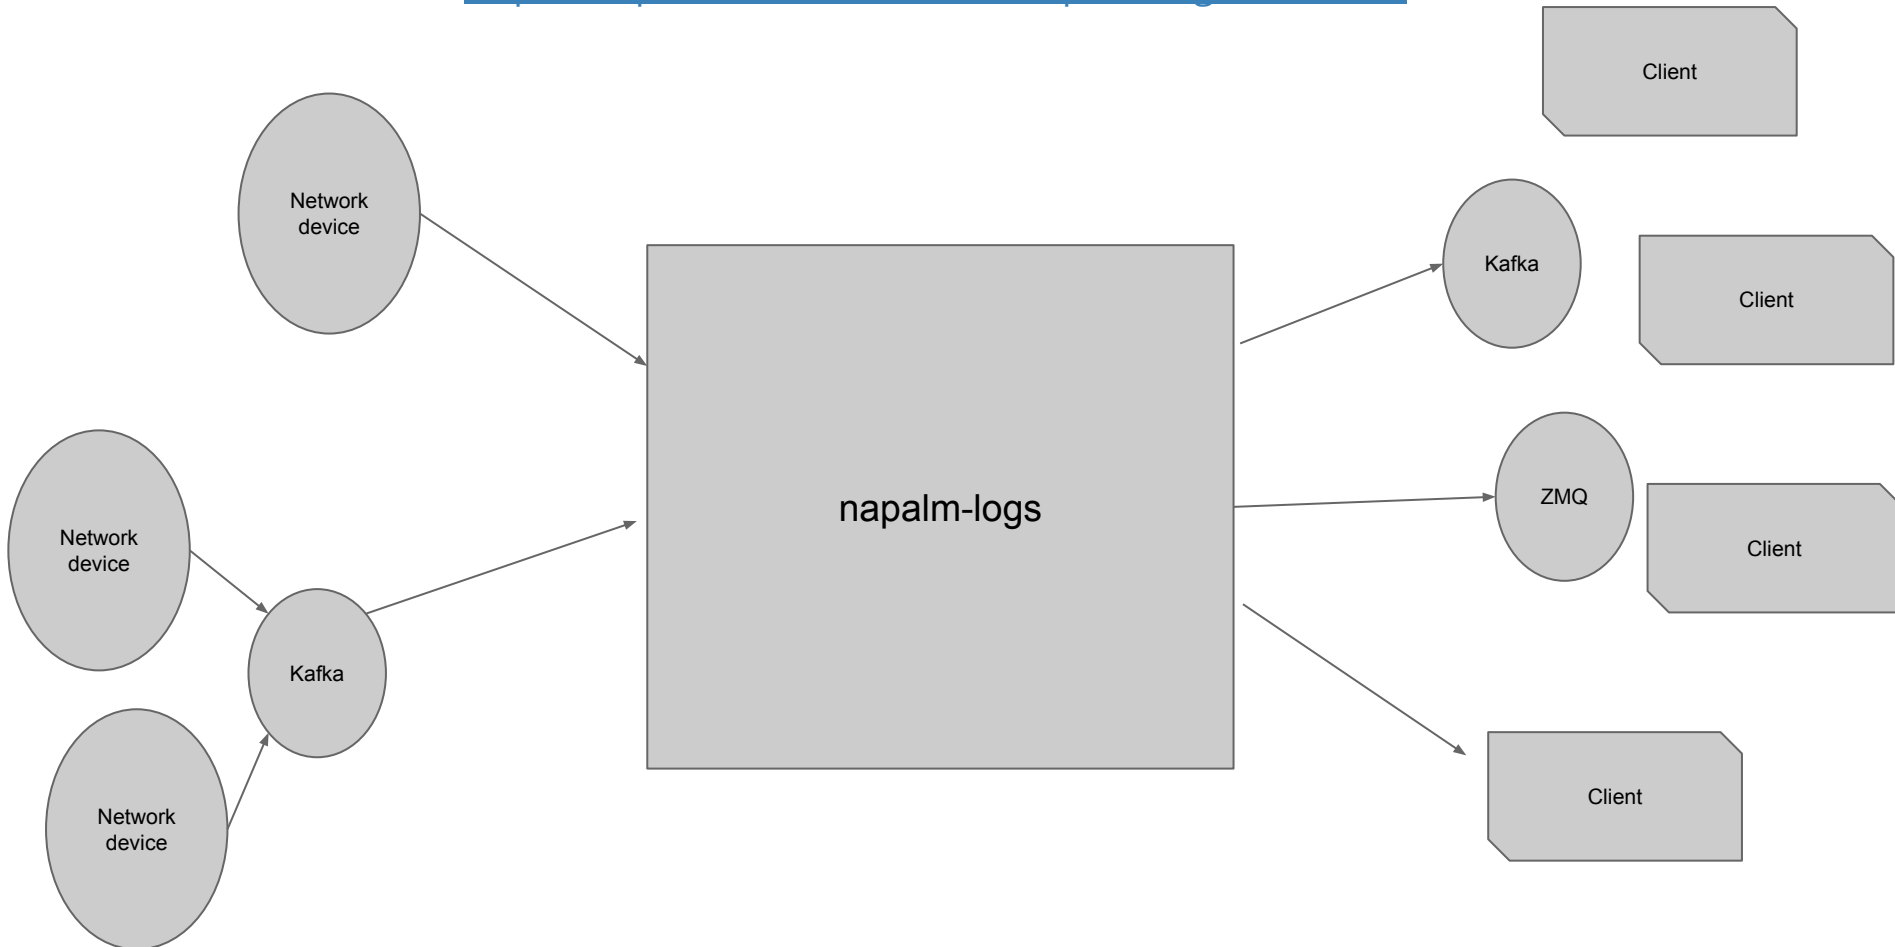 Client
Network
device
Kafka
Client
napalm-logs
ZMQ
Client
Network
device
Kafka
Network
device
Client